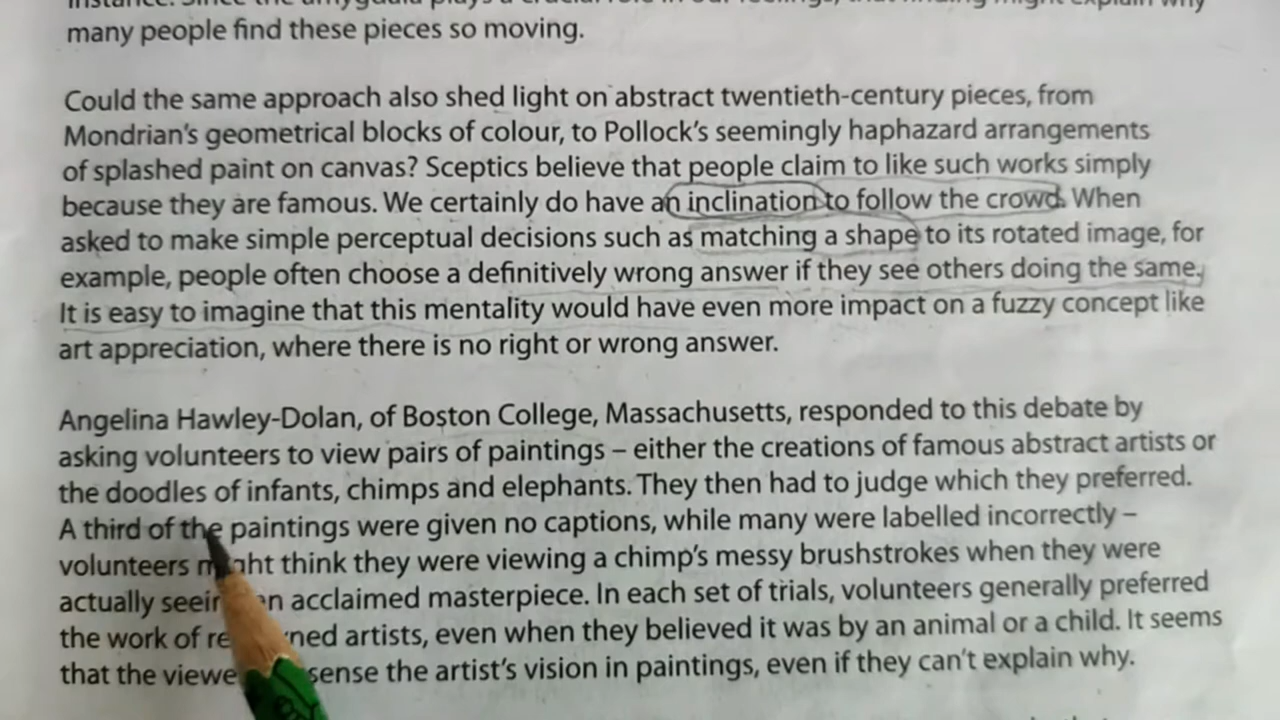 many people find these pieces so moving.
Could the same approach also shed light on abstract twentieth-century pieces, from
Mondrian's geometrical blocks of colour, to Pollock's seemingly haphazard arrangements
of splashed paint on canvas? Sceptics believe that people claim to like such works simply
because they are famous. We certainly do have an inclination to follow the crowd. When
asked to make simple perceptual decisions such as matching a shape to its rotated image, for
example, people often choose a definitively wrong answer if they see others doing the same.
It is easy to imagine that this mentality would have even more impact on a fuzzy concept like
art appreciation, where there is no right or wrong answer.
Angelina Hawley-Dolan, of Boston College, Massachusetts, responded to this debate by
asking volunteers to view pairs of paintings – either the creations of famous abstract artists or
the doodles of infants, chimps and elephants. They then had to judge which they preferred.
A third of the paintings were given no captions, while many were labelled incorrectly –
volunteers might think they were viewing a chimp's messy brushstrokes when they were
actually acclaimed masterpiece. In each set of trials, volunteers generally preferred
the work of artists, even when they believed it was by an animal or a child. It seems
that the sense the artist's vision in paintings, even if they can't explain why.